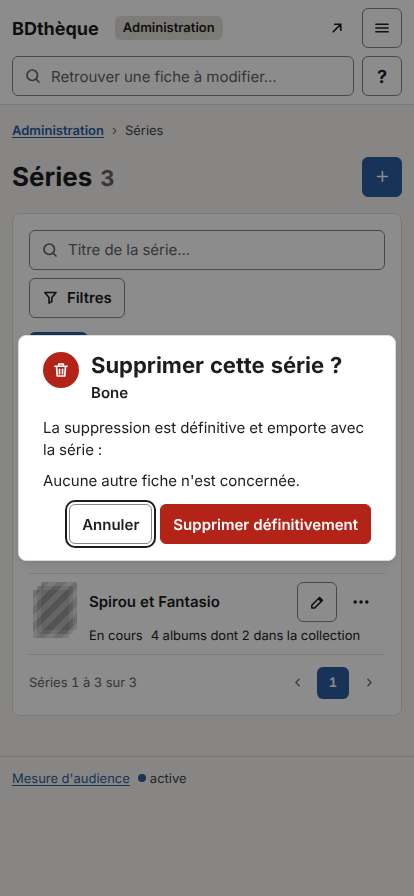 BDthèque Administration
Retrouver une fiche à modifier... ?
Administration › Séries
Séries 3
Titre de la série...
Filtres
Supprimer cette série ?
Bone
La suppression est définitive et emporte avec
la série :
Aucune autre fiche n'est concernée.
Annuler Supprimer définitivement
Spirou et Fantasio
En cours 4 albums dont 2 dans la collection
Séries 1 à 3 sur 3 ‹ 1 ›
Mesure d'audience active